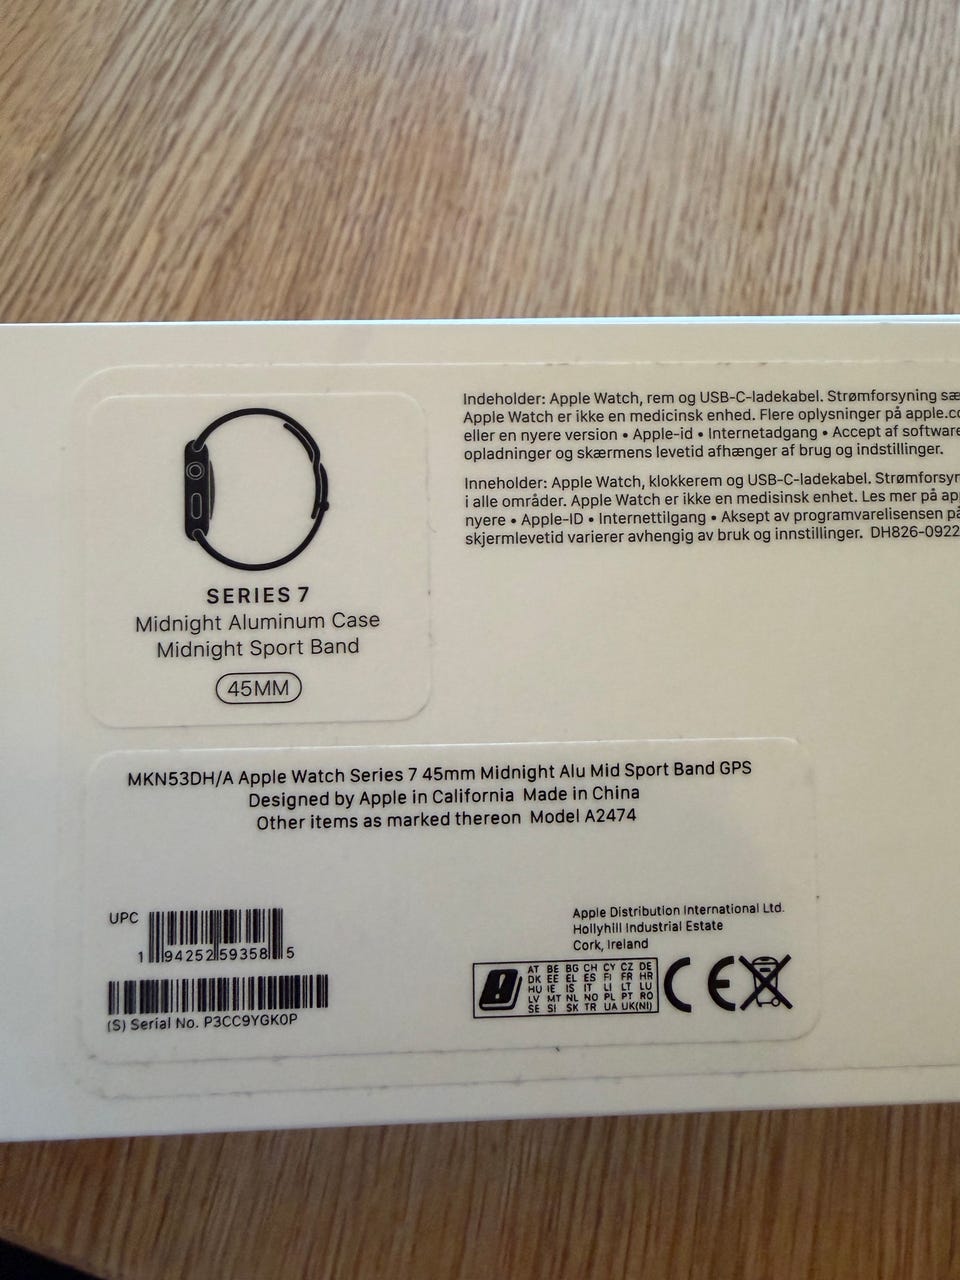 Indeholder: Apple Watch, rem og USB-C-ladekabel. Strømforsyning
Apple Watch er ikke en medicinsk enhed. Flere oplysninger på
eller en nyere version • Apple-id • Internetadgang • Accept af software
opladninger og skærmens levetid afhænger af brug og indstillinger.
Inneholder: Apple Watch, klokkerem og USB-C-ladekabel.
i alle områder. Apple Watch er ikke en medisinsk enhet. Les mer på
nyere • Apple-ID • Internettilgang • Aksept av programvarelisensen på
skjermlevetid varierer avhengig av bruk og innstillinger. DH826-0922
SERIES 7
Midnight Aluminum Case
Midnight Sport Band
45MM
MKN53DH/A Apple Watch Series 7 45mm Midnight Alu Mid Sport Band GPS
Designed by Apple in California Made in China
Other items as marked thereon Model A2474
UPC
1 94252 59358 5
(S) Serial No. P3CC9YGK0P
Apple Distribution International Ltd.
Hollyhill Industrial Estate
Cork, Ireland
AT BE BG CH CY CZ DE
DK EE EL ES FI FR HR
HU IE IS IT LI LT LU
LV MT NL NO PL PT RO
SE SI SK TR UA UK(NI)
CE